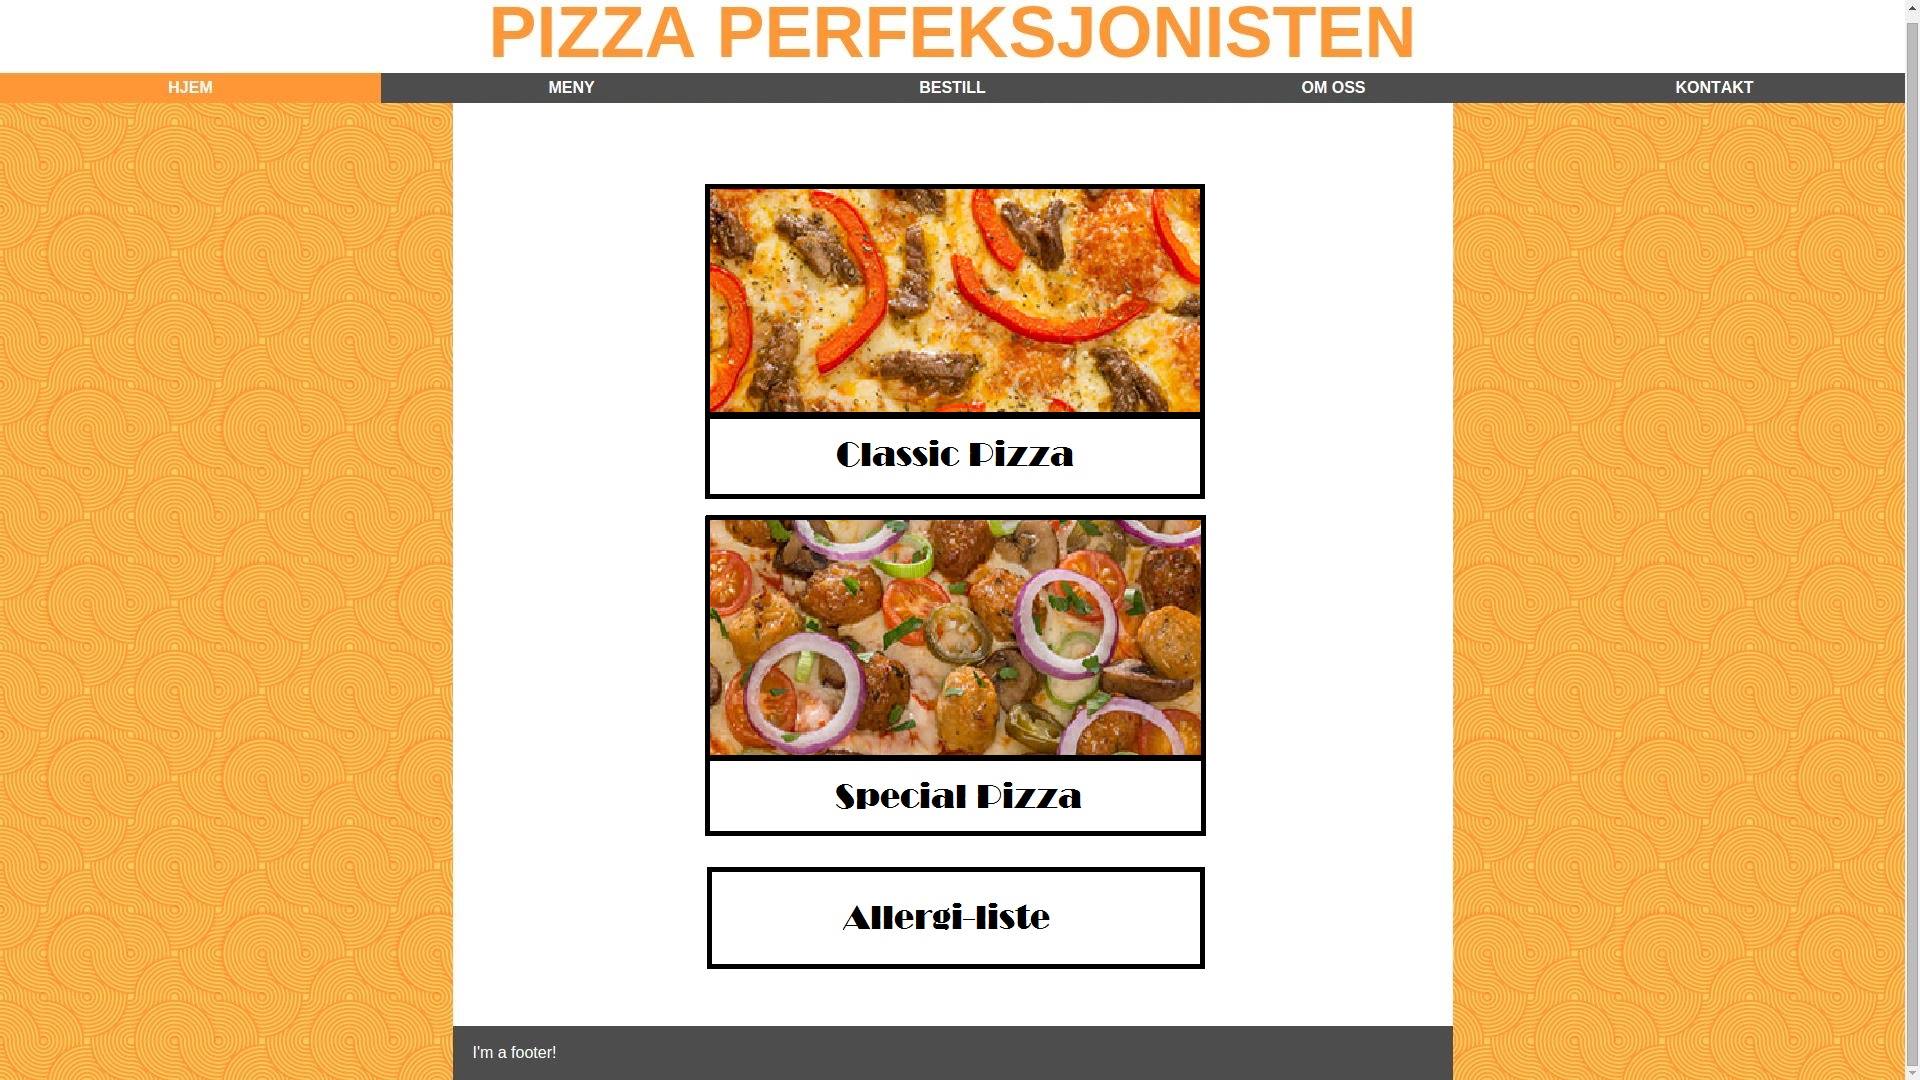 PIZZA PERFEKSJONISTEN
HJEM MENY BESTILL OM OSS KONTAKT
Classic Pizza
Special Pizza
Allergi-liste
I'm a footer!